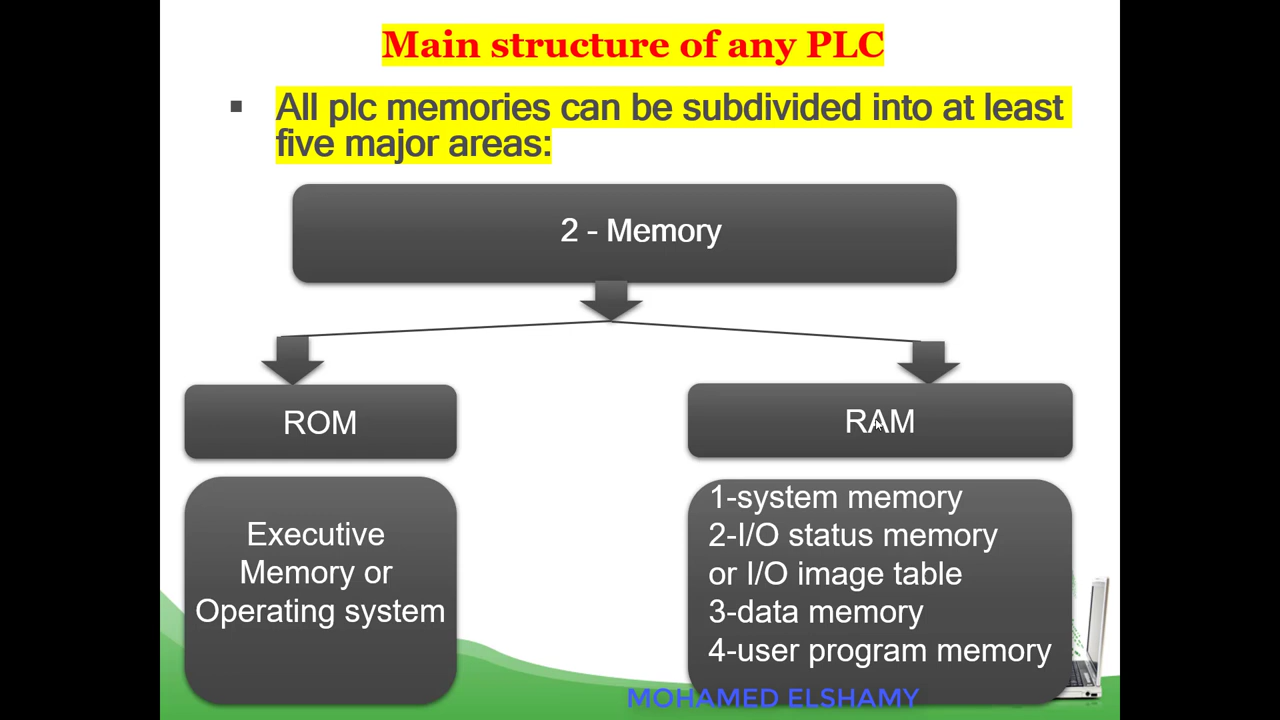 Main structure of any PLC
▪ All plc memories can be subdivided into at least
five major areas:
2 - Memory
ROM
RAM
Executive
Memory or
Operating system
1-system memory
2-I/O status memory
or I/O image table
3-data memory
4-user program memory
MOHAMED ELSHAMY